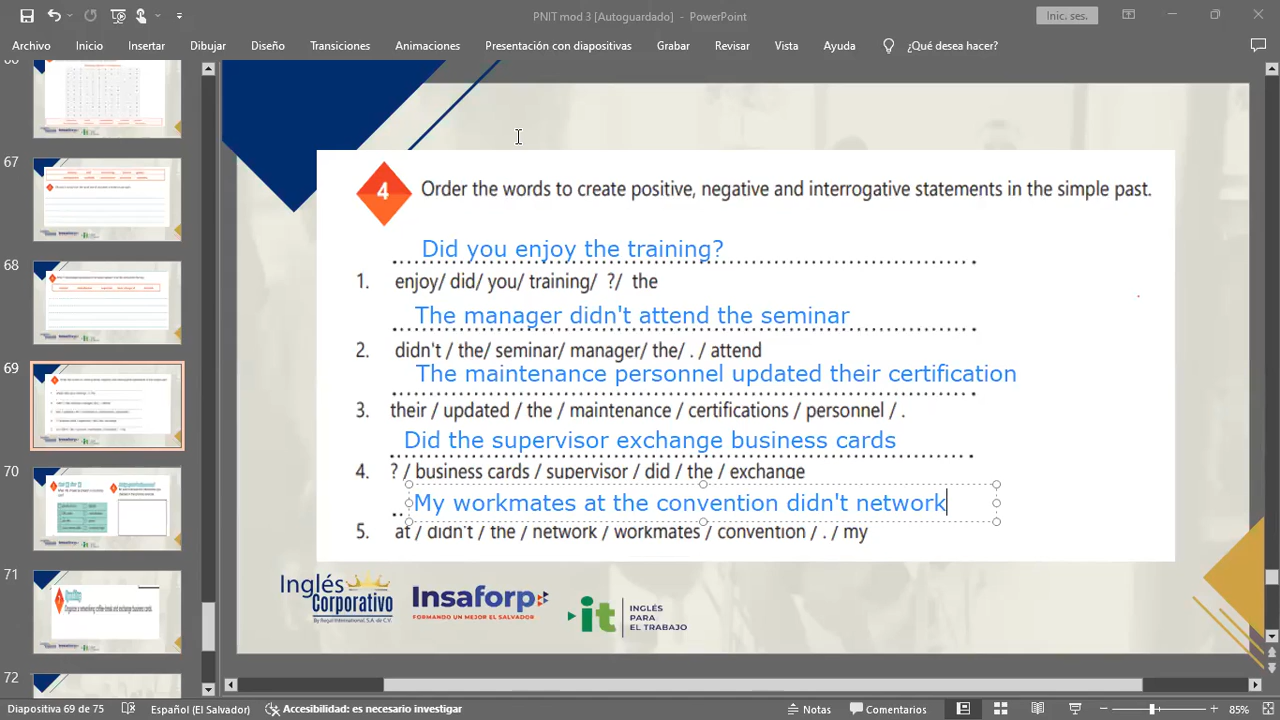 PNIT mod 3 [Autoguardado] - PowerPoint
Inic. ses.
Archivo Inicio Insertar Dibujar Diseño Transiciones Animaciones Presentación con diapositivas Grabar Revisar Vista Ayuda ¿Qué desea hacer?
67
68
69
70
71
72
4 Order the words to create positive, negative and interrogative statements in the simple past.
Did you enjoy the training?
1. enjoy/ did/ you/ training/ ?/ the
The manager didn't attend the seminar
2. didn't / the/ seminar/ manager/ the/ . / attend
The maintenance personnel updated their certification
3. their / updated / the / maintenance / certifications / personnel / .
Did the supervisor exchange business cards
4. ? / business cards / supervisor / did / the / exchange
My workmates at the convention didn't network
5. at / didn't / the / network / workmates / convention / . / my
Inglés
Corporativo
By Regal International, S.A. de C.V.
Insaforp
FORMANDO UN MEJOR EL SALVADOR
it
INGLÉS
PARA
EL TRABAJO
Diapositiva 69 de 75 Español (El Salvador) Accesibilidad: es necesario investigar Notas Comentarios 85%